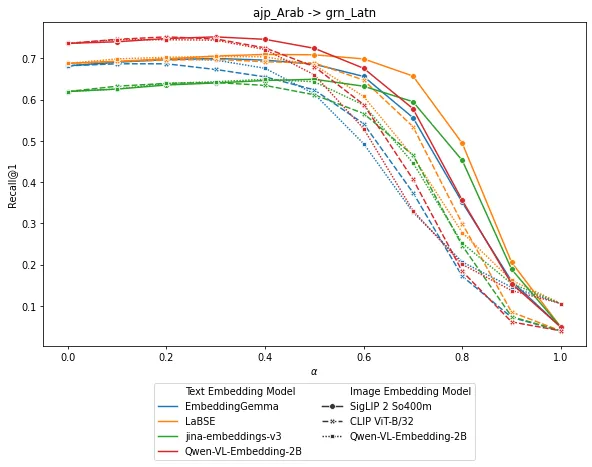 ajp_Arab -> grn_Latn
Recall@1
0.7
0.6
0.5
0.4
0.3
0.2
0.1
0.0 0.2 0.4 0.6 0.8 1.0
α
Text Embedding Model
EmbeddingGemma
LaBSE
jina-embeddings-v3
Qwen-VL-Embedding-2B
Image Embedding Model
SigLIP 2 So400m
CLIP ViT-B/32
Qwen-VL-Embedding-2B